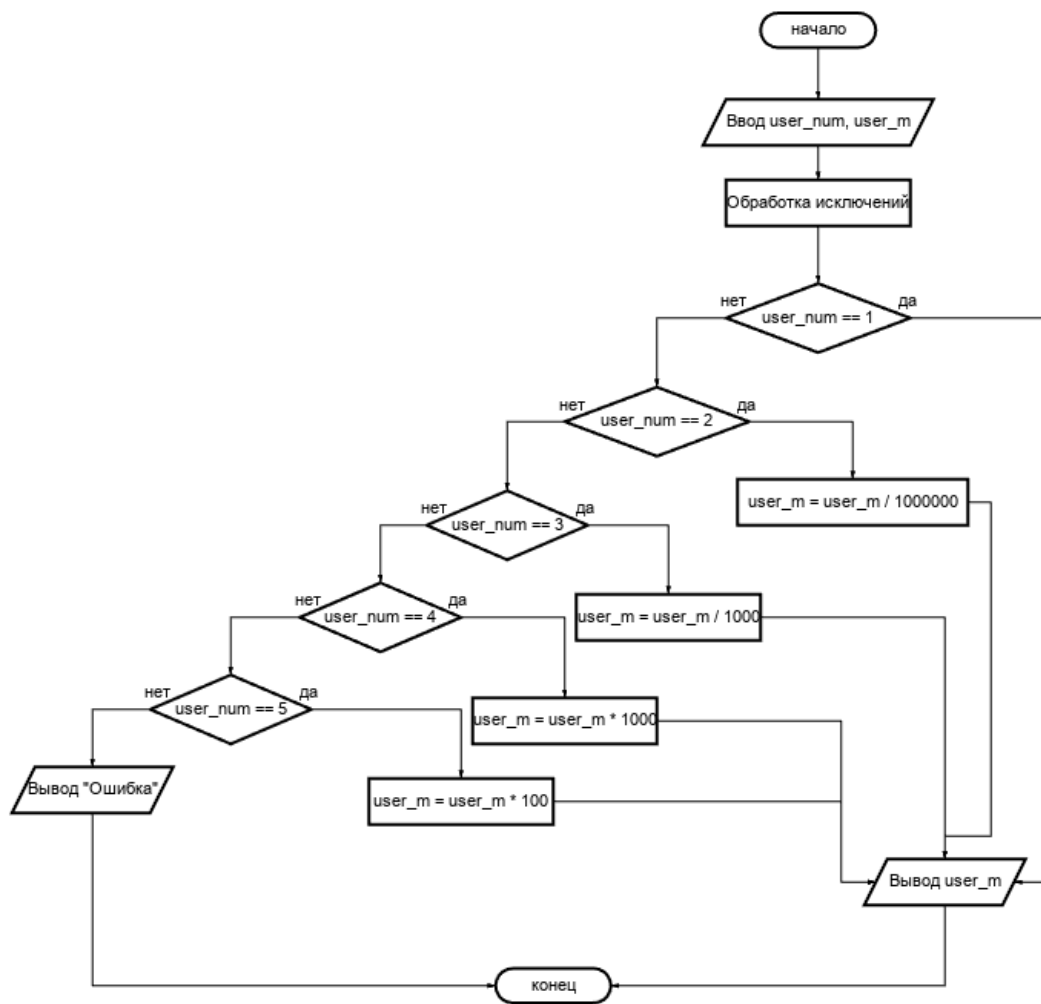 начало
Ввод user_num, user_m
Обработка исключений
нет
да
user_num == 1
нет
да
user_num == 2
user_m = user_m / 1000000
нет
да
user_num == 3
нет
да
user_num == 4
user_m = user_m / 1000
нет
да
user_num == 5
user_m = user_m * 1000
Вывод "Ошибка"
user_m = user_m * 100
Вывод user_m
конец